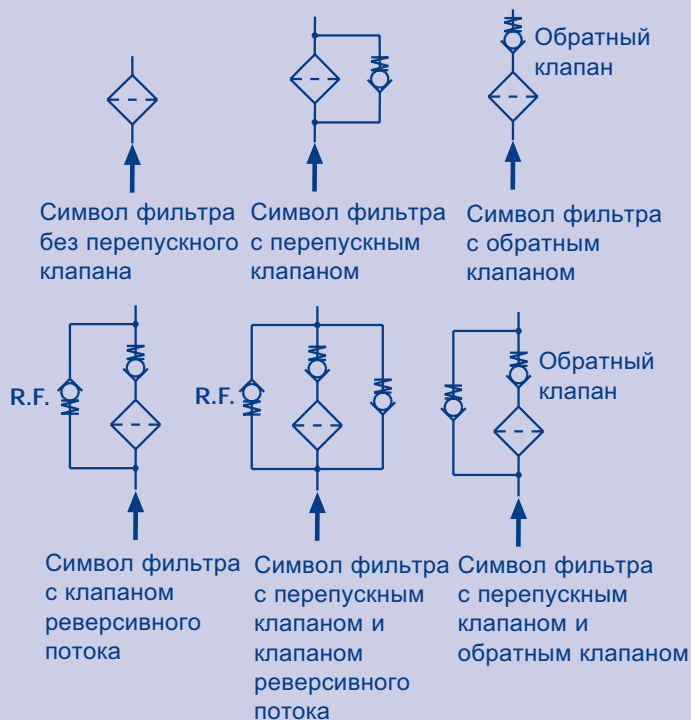 Обратный
клапан
Символ фильтра
без перепускного
клапана
Символ фильтра
с перепускным
клапаном
Символ фильтра
с обратным
клапаном
R.F.
R.F.
Обратный
клапан
Символ фильтра
с клапаном
реверсивного
потока
Символ фильтра
с перепускным
клапаном и
клапаном
реверсивного
потока
Символ фильтра
с перепускным
клапаном и
обратным клапаном